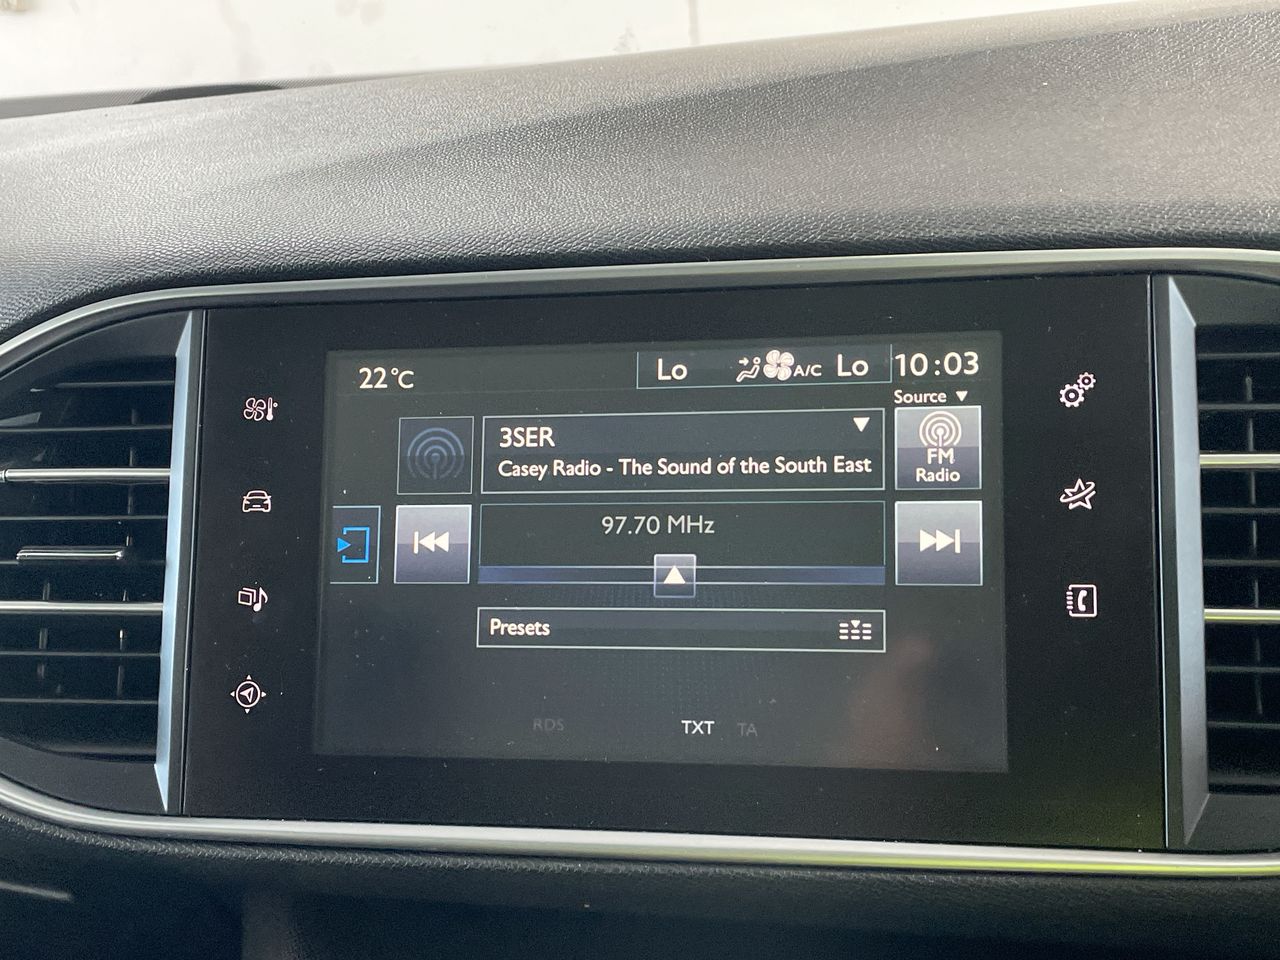 22°C
Lo
A/C
Lo
10:03
Source
3SER
Casey Radio - The Sound of the South East
FM
Radio
97.70 MHz
Presets
RDS
TXT
TA